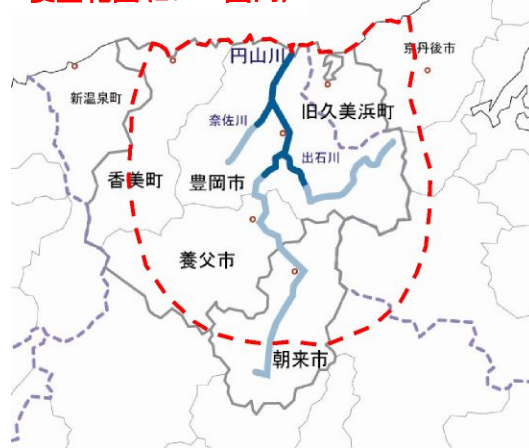 円山川
京丹後市
新温泉町
奈佐川
旧久美浜町
出石川
香美町
豊岡市
養父市
朝来市